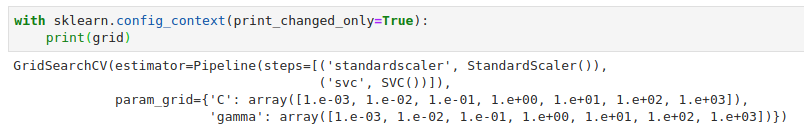 with sklearn.config_context(print_changed_only=True):
    print(grid)
GridSearchCV(estimator=Pipeline(steps=[('standardscaler', StandardScaler()),
                                       ('svc', SVC())]),
             param_grid={'C': array([1.e-03, 1.e-02, 1.e-01, 1.e+00, 1.e+01, 1.e+02, 1.e+03]),
                         'gamma': array([1.e-03, 1.e-02, 1.e-01, 1.e+00, 1.e+01, 1.e+02, 1.e+03])})